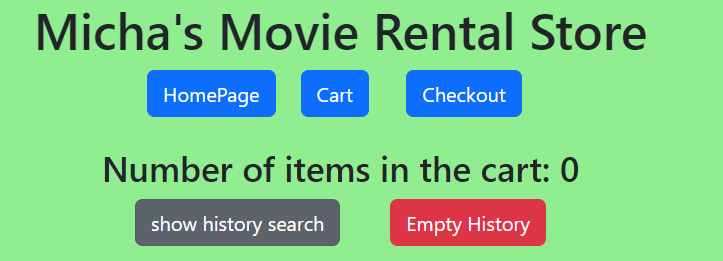 Micha's Movie Rental Store
HomePage Cart Checkout
Number of items in the cart: 0
show history search Empty History